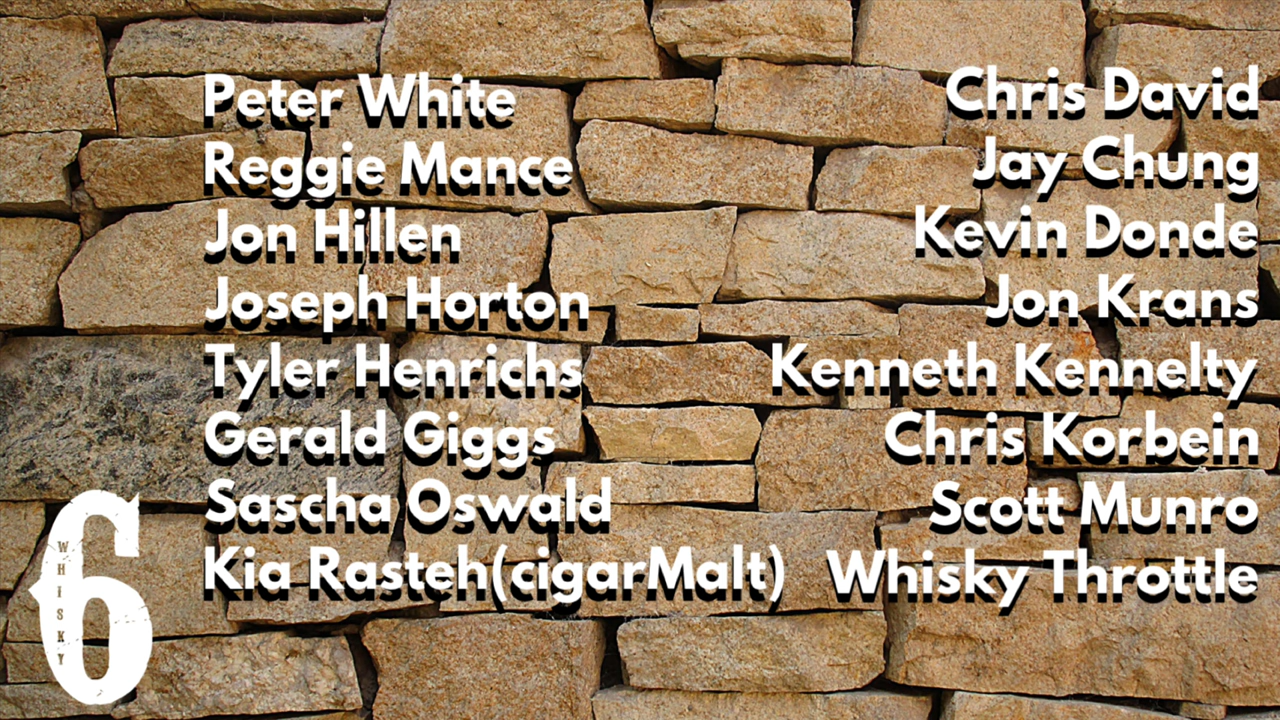 Peter White
Reggie Mance
Jon Hillen
Joseph Horton
Tyler Henrichs
Gerald Giggs
Sascha Oswald
Kia Rasteh(cigarMalt)
Chris David
Jay Chung
Kevin Donde
Jon Krans
Kenneth Kennelty
Chris Korbein
Scott Munro
Whisky Throttle
6
WHISKY